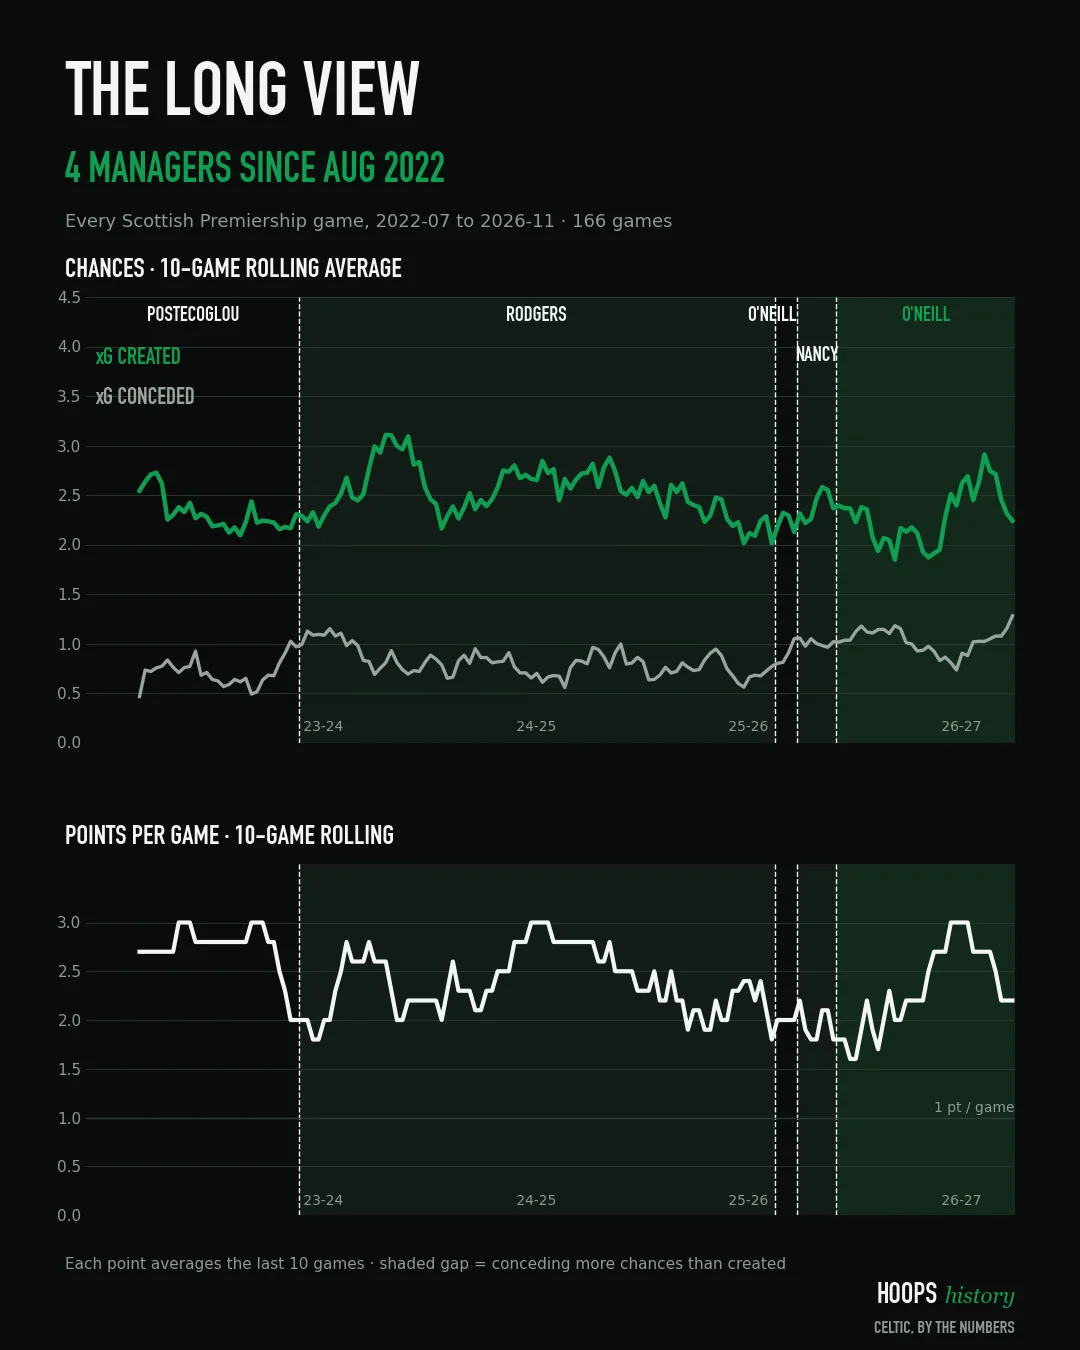 THE LONG VIEW
4 MANAGERS SINCE AUG 2022
Every Scottish Premiership game, 2022-07 to 2026-11 · 166 games
CHANCES · 10-GAME ROLLING AVERAGE
4.5
POSTECOGLOU RODGERS O'NEILL O'NEILL
4.0
NANCY
xG CREATED
3.5
xG CONCEDED
3.0
2.5
2.0
1.5
1.0
0.5
23-24 24-25 25-26 26-27
0.0
POINTS PER GAME · 10-GAME ROLLING
3.0
2.5
2.0
1.5
1 pt / game
1.0
0.5
23-24 24-25 25-26 26-27
0.0
Each point averages the last 10 games · shaded gap = conceding more chances than created
HOOPS history
CELTIC, BY THE NUMBERS